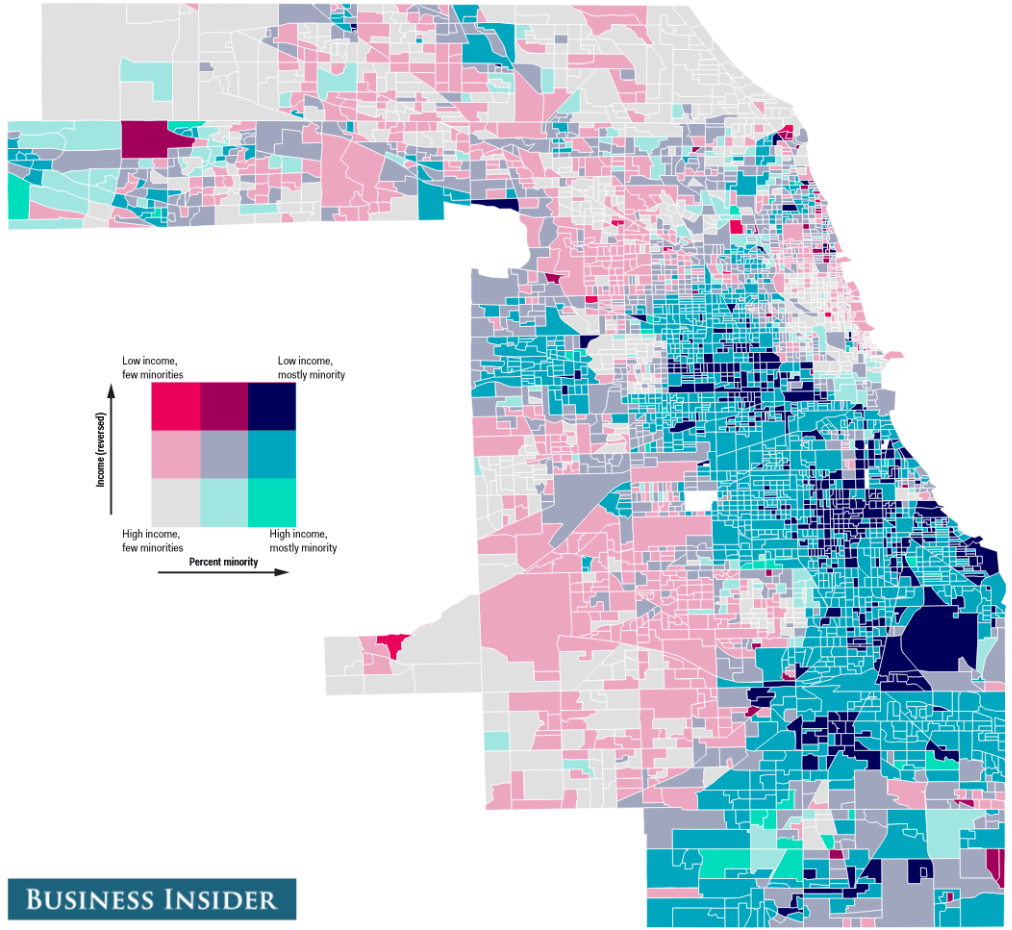 Low income,
few minorities
Low income,
mostly minority
Income (reversed)
High income,
few minorities
High income,
mostly minority
Percent minority
BUSINESS INSIDER